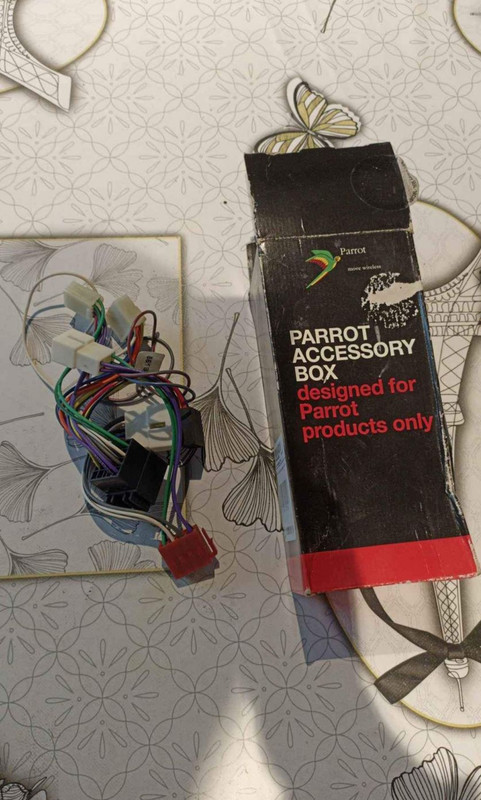 Parrot
PARROT
ACCESSORY
BOX
designed for
Parrot
products only